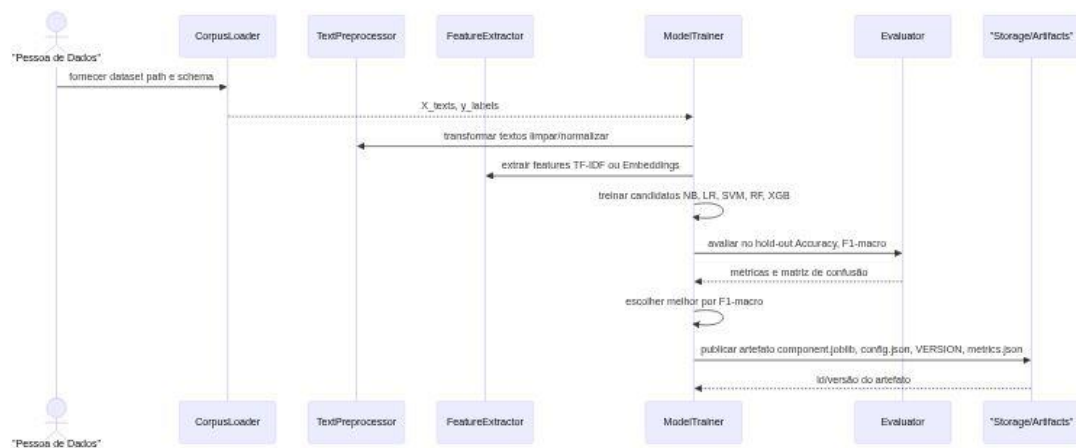 CorpusLoader
TextPreprocessor
FeatureExtractor
ModelTrainer
Evaluator
"Storage/Artifacts"
"Pessoa de Dados"
fornecer dataset path e schema
X_texts, y_labels
transformar textos limpar/normalizar
extrair features TF-IDF ou Embeddings
treinar candidatos NB, LR, SVM, RF, XGB
avaliar no hold-out Accuracy, F1-macro
métricas e matriz de confusão
escolher melhor por F1-macro
publicar artefato component.joblib, config.json, VERSION, metrics.json
id/versão do artefato
CorpusLoader
TextPreprocessor
FeatureExtractor
ModelTrainer
Evaluator
"Storage/Artifacts"
"Pessoa de Dados"